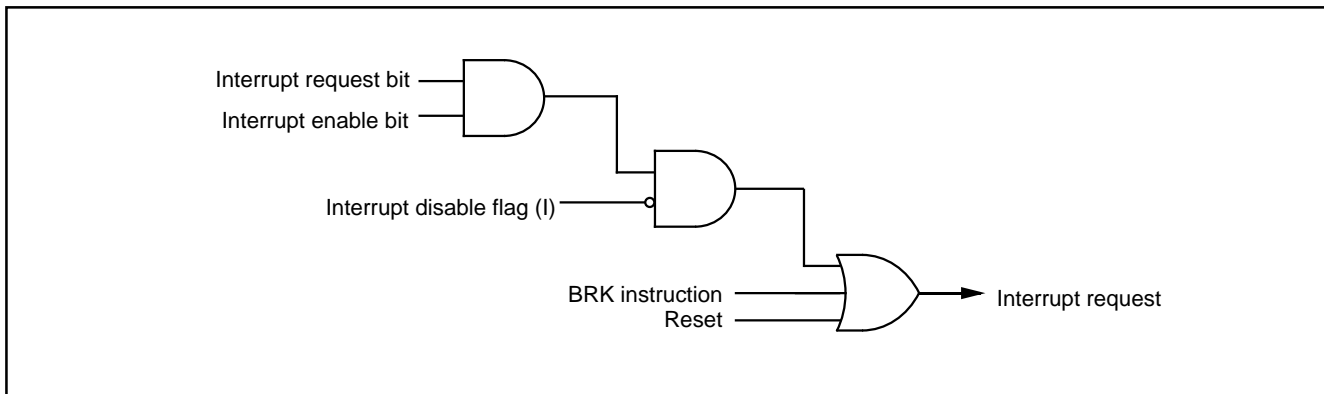 Interrupt request bit
Interrupt enable bit
Interrupt disable flag (I)
BRK instruction
Reset
Interrupt request